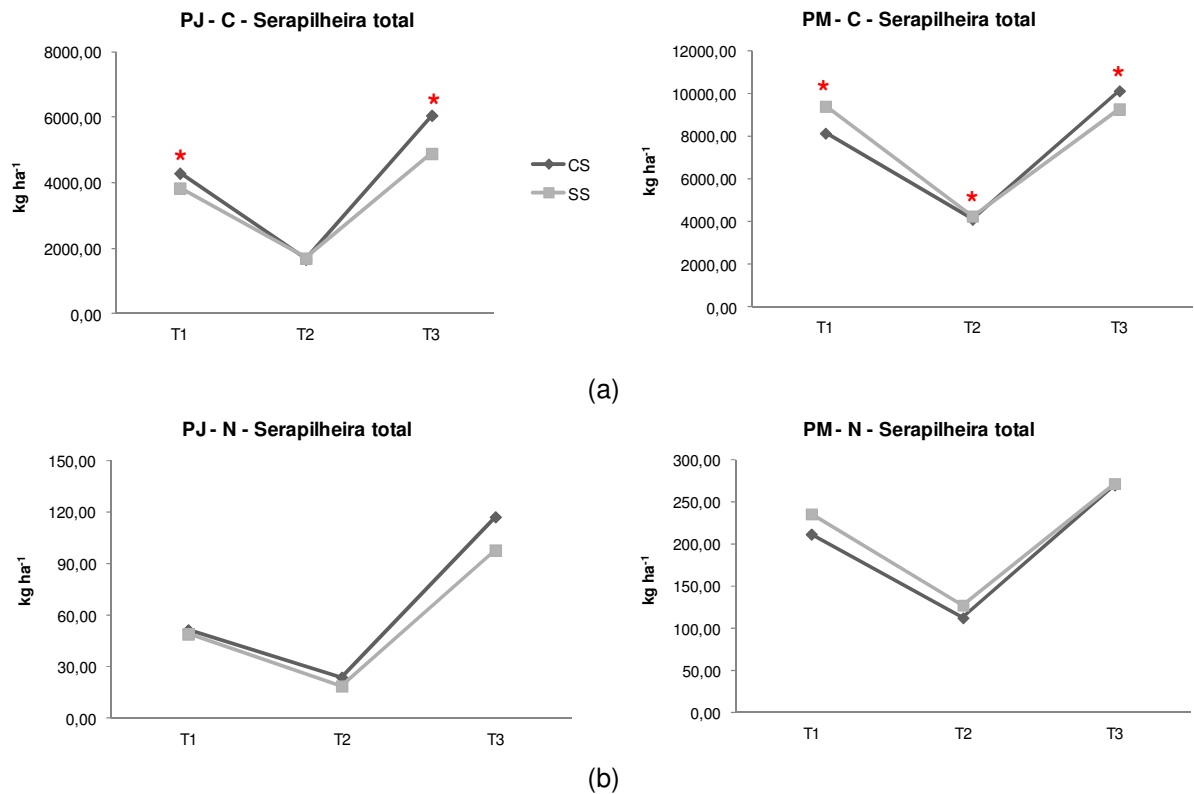 PJ - C - Serapilheira total
8000,00
6000,00
4000,00
2000,00
0,00
kg ha-1
*
*
T1 T2 T3
CS
SS
PM - C - Serapilheira total
12000,00
10000,00
8000,00
6000,00
4000,00
2000,00
0,00
kg ha-1
*
*
*
T1 T2 T3
(a)
PJ - N - Serapilheira total
150,00
120,00
90,00
60,00
30,00
0,00
kg ha-1
T1 T2 T3
PM - N - Serapilheira total
300,00
250,00
200,00
150,00
100,00
50,00
0,00
kg ha-1
T1 T2 T3
(b)